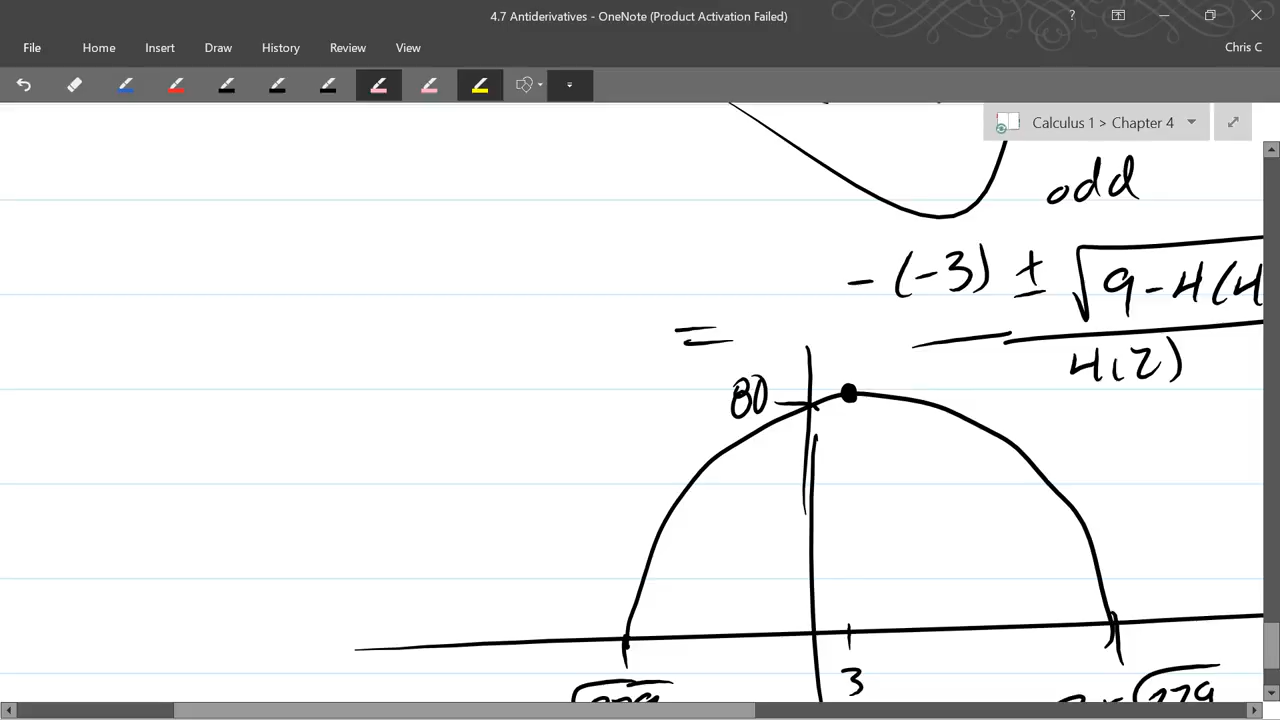 4.7 Antiderivatives - OneNote (Product Activation Failed)
File Home Insert Draw History Review View Chris C
Calculus 1 > Chapter 4
odd
= -(-3) ± √9-4(4
4(2)
80
3